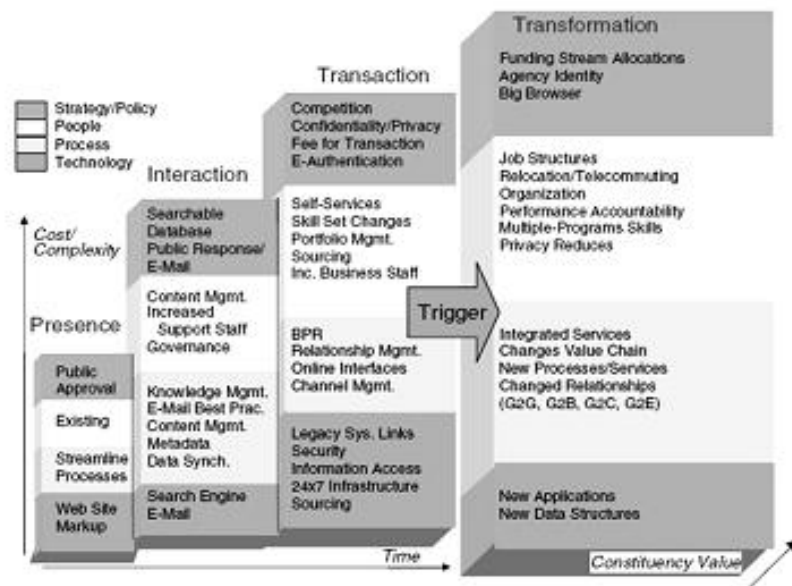 Transformation
Funding Stream Allocations
Agency Identity
Big Browser
Transaction
Competition
Confidentiality/Privacy
Fee for Transaction
E-Authentication
Strategy/Policy
People
Process
Technology
Interaction
Job Structures
Relocation/Telecommuting
Organization
Performance Accountability
Multiple-Programs Skills
Privacy Reduces
Self-Services
Skill Set Changes
Portfolio Mgmt.
Sourcing
Inc. Business Staff
Searchable
Database
Public Response/
E-Mail
Cost/
Complexity
Content Mgmt.
Increased
Support Staff
Governance
Trigger
Presence
BPR
Relationship Mgmt.
Online Interfaces
Channel Mgmt.
Integrated Services
Changes Value Chain
New Processes/Services
Changed Relationships
(G2G, G2B, G2C, G2E)
Public
Approval
Existing
Streamline
Processes
Web Site
Markup
Knowledge Mgmt.
E-Mail Best Prac.
Content Mgmt.
Metadata
Data Synch.
Search Engine
E-Mail
Legacy Sys. Links
Security
Information Access
24x7 Infrastructure
Sourcing
New Applications
New Data Structures
Time
Constituency Value